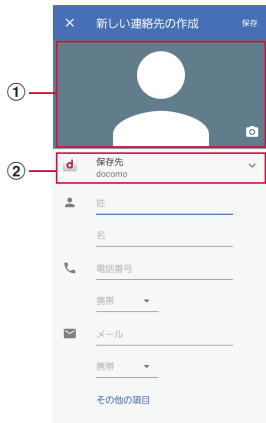 × 新しい連絡先の作成 保存
①
②
d 保存先
docomo
姓
名
電話番号
携帯
メール
携帯
その他の項目